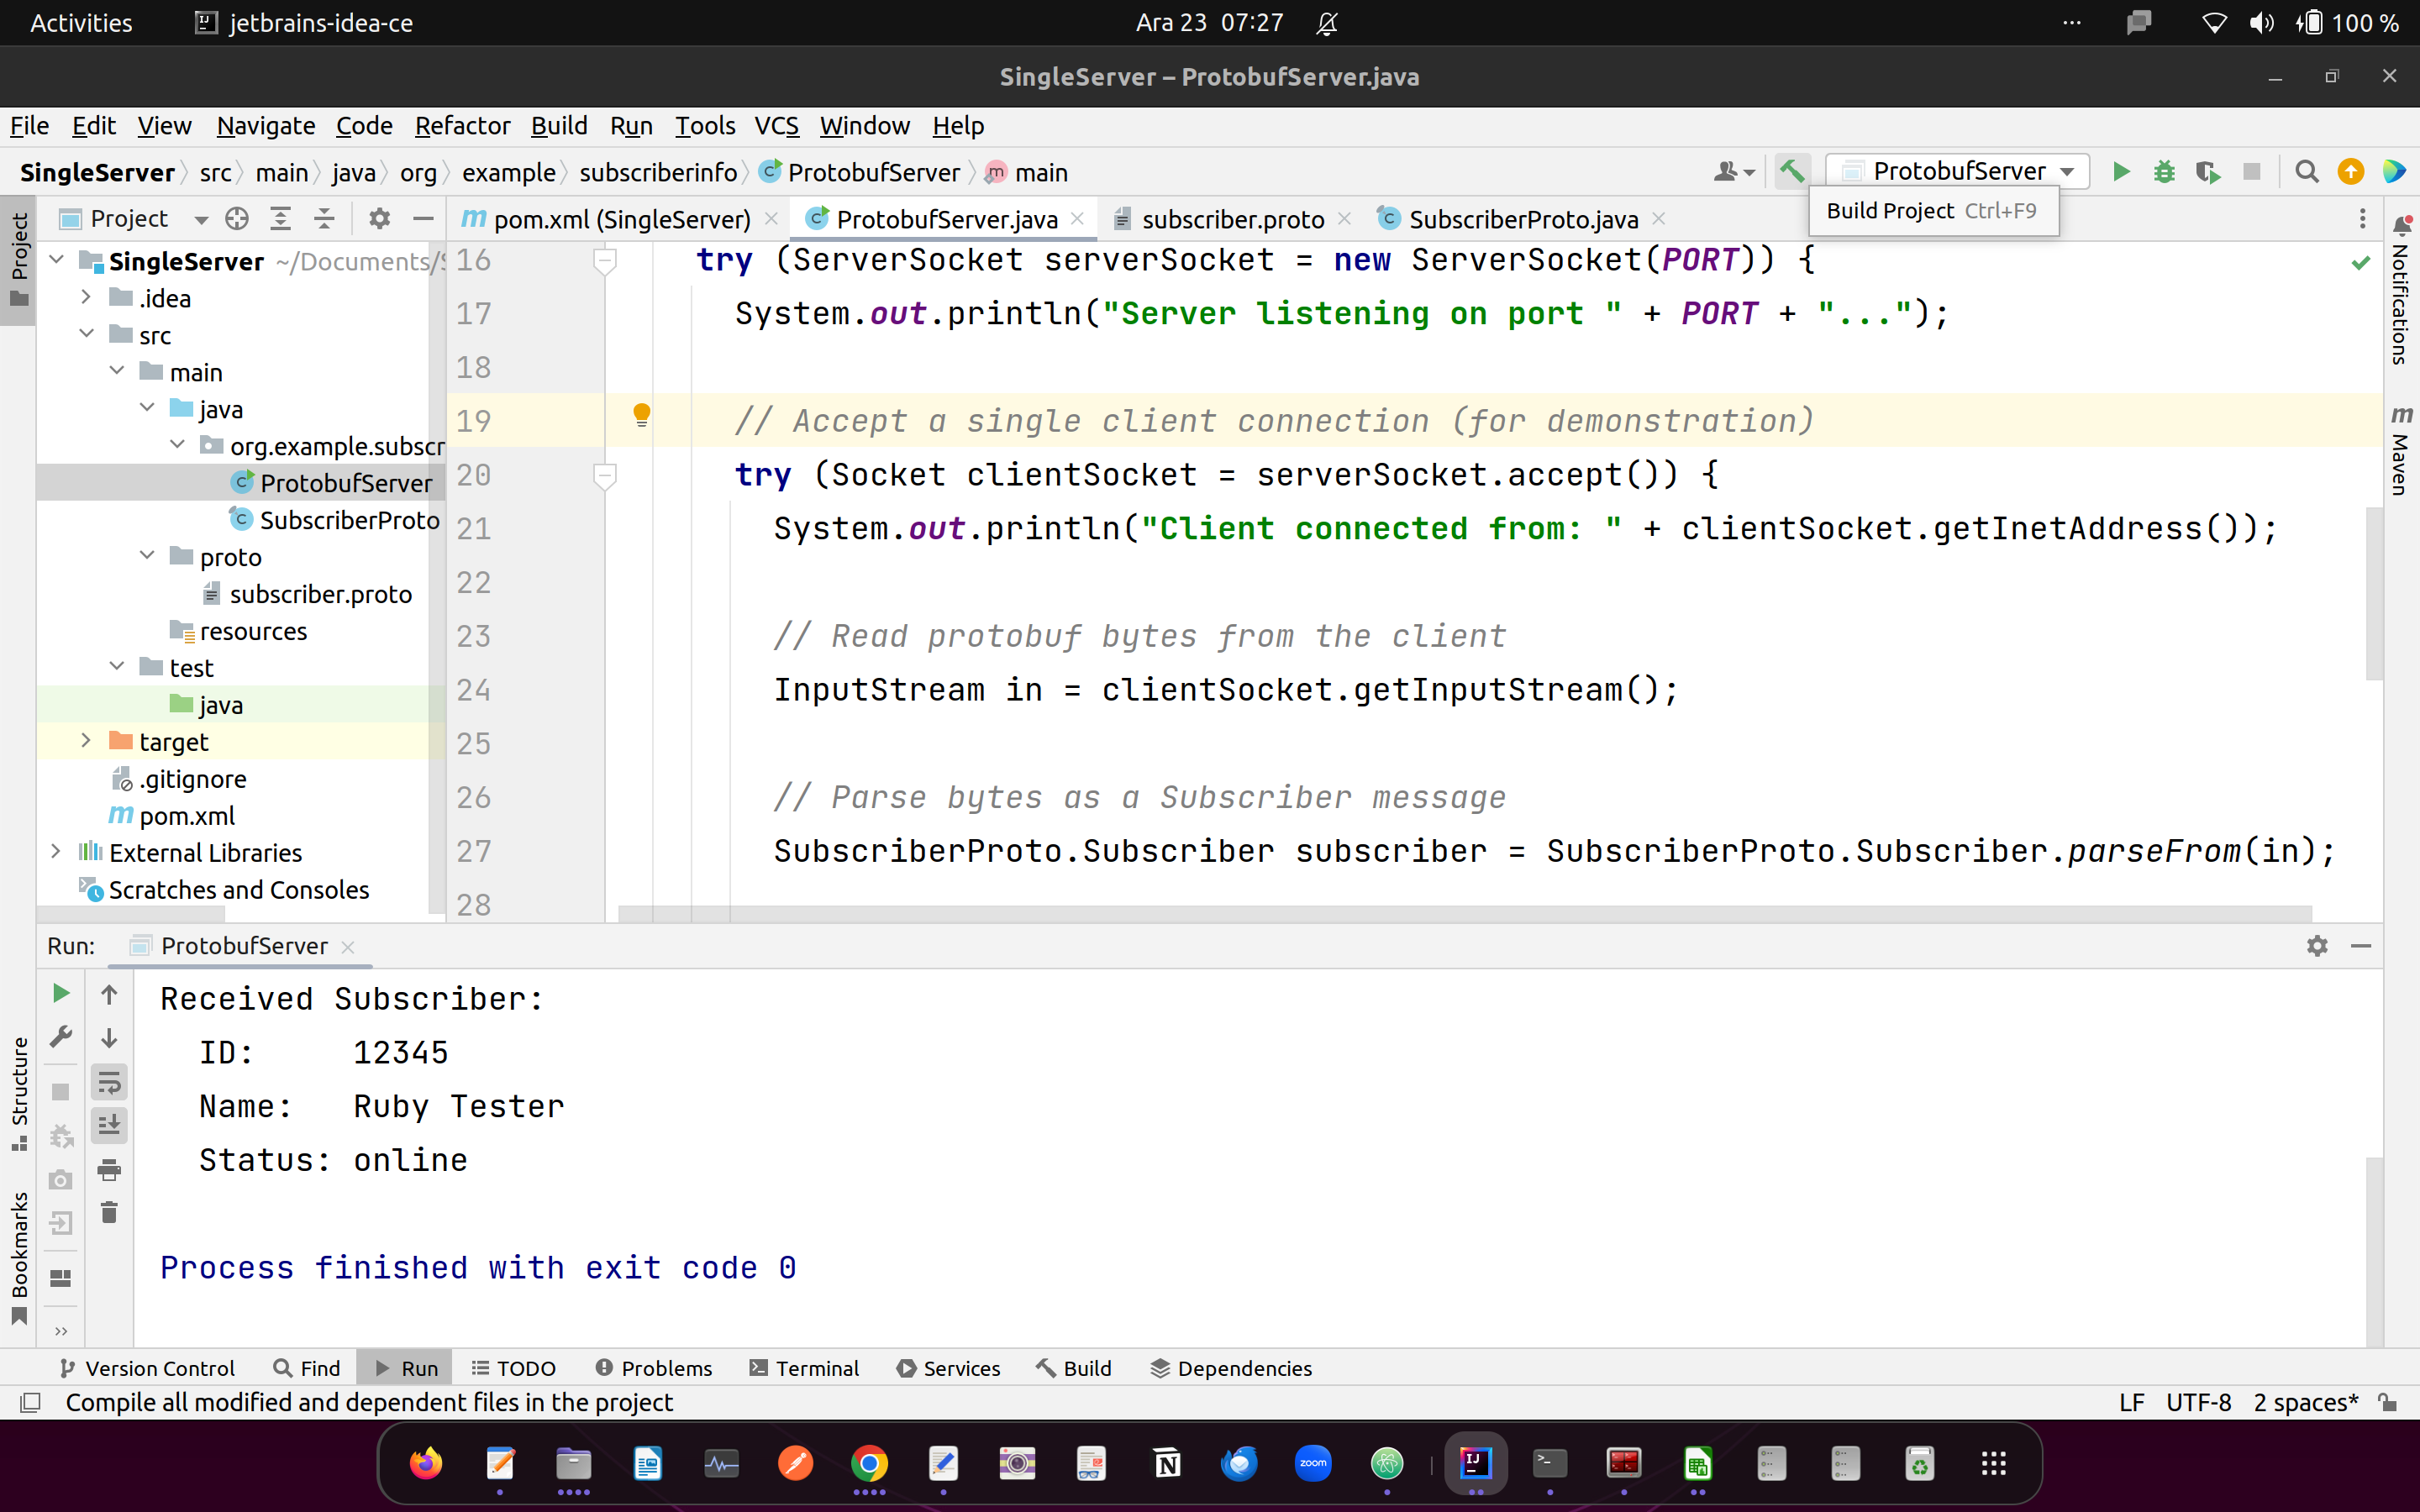 Activities
jetbrains-idea-ce
Ara 23 07:27
100 %
SingleServer – ProtobufServer.java
File Edit View Navigate Code Refactor Build Run Tools VCS Window Help
SingleServer src main java org example subscriberinfo ProtobufServer main
ProtobufServer
Build Project Ctrl+F9
Project
pom.xml (SingleServer)
ProtobufServer.java
subscriber.proto
SubscriberProto.java
Project
SingleServer ~/Documents/
.idea
src
main
java
org.example.subscr
ProtobufServer
SubscriberProto
proto
subscriber.proto
resources
test
java
target
.gitignore
pom.xml
External Libraries
Scratches and Consoles
16 try (ServerSocket serverSocket = new ServerSocket(PORT)) {
17 System.out.println("Server listening on port " + PORT + "...");
18
19 // Accept a single client connection (for demonstration)
20 try (Socket clientSocket = serverSocket.accept()) {
21 System.out.println("Client connected from: " + clientSocket.getInetAddress());
22
23 // Read protobuf bytes from the client
24 InputStream in = clientSocket.getInputStream();
25
26 // Parse bytes as a Subscriber message
27 SubscriberProto.Subscriber subscriber = SubscriberProto.Subscriber.parseFrom(in);
28
Notifications
Maven
Run: ProtobufServer
Received Subscriber:
ID: 12345
Name: Ruby Tester
Status: online
Process finished with exit code 0
Structure
Bookmarks
Version Control Find Run TODO Problems Terminal Services Build Dependencies
Compile all modified and dependent files in the project
LF UTF-8 2 spaces*
zoom